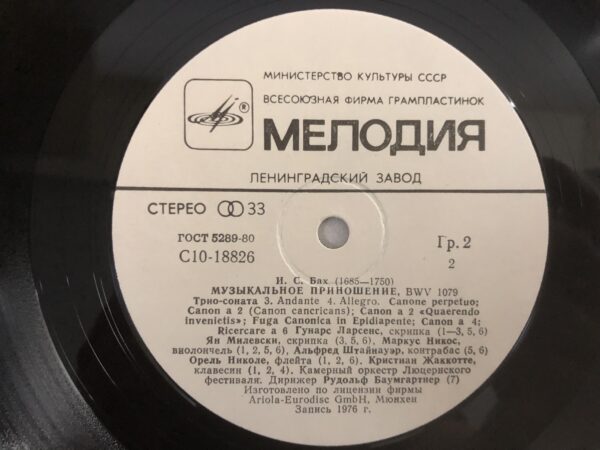 МИНИСТЕРСТВО КУЛЬТУРЫ СССР
ВСЕСОЮЗНАЯ ФИРМА ГРАМПЛАСТИНОК
®
МЕЛОДИЯ
ЛЕНИНГРАДСКИЙ ЗАВОД
СТЕРЕО 33
ГОСТ 5289-80
Гр. 2
С10-18826
2
И. С. Бах (1685—1750)
МУЗЫКАЛЬНОЕ ПРИНОШЕНИЕ, BWV 1079
Трио-соната 3. Andante 4. Allegro. Canone perpetuo;
Canon a 2 (Canon cancricans); Canon a 2 «Quaerendo
invenietis»; Fuga Canonica in Epidiapente; Canon a 4;
Ricercare a 6 Гунарс Ларсенс, скрипка (1—3, 5, 6)
Ян Милевски, скрипка (3, 5, 6). Маркус Никос,
виолончель (1, 2, 5, 6), Альфред Штайнауэр, контрабас (5, 6)
Орель Николе, флейта (1, 2, 6). Кристиан Жаккотте,
клавесин (1, 2, 4). Камерный оркестр Люцернского
фестиваля. Дирижер Рудольф Баумгартнер (7)
Изготовлено по лицензии фирмы
Ariola-Eurodisc GmbH, Мюнхен
Запись 1976 г.